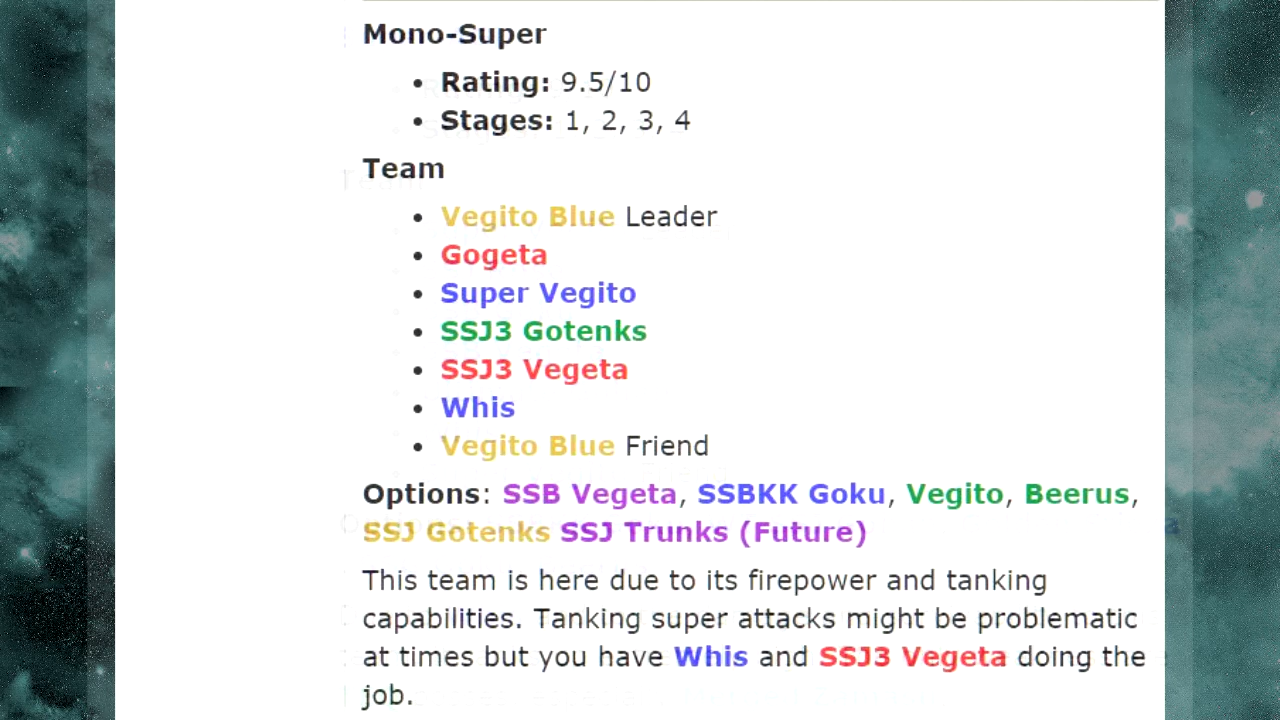 Mono-Super
• Rating: 9.5/10
• Stages: 1, 2, 3, 4
Team
• Vegito Blue Leader
• Gogeta
• Super Vegito
• SSJ3 Gotenks
• SSJ3 Vegeta
• Whis
• Vegito Blue Friend
Options: SSB Vegeta, SSBKK Goku, Vegito, Beerus,
SSJ Gotenks SSJ Trunks (Future)
This team is here due to its firepower and tanking
capabilities. Tanking super attacks might be problematic
at times but you have Whis and SSJ3 Vegeta doing the
job.